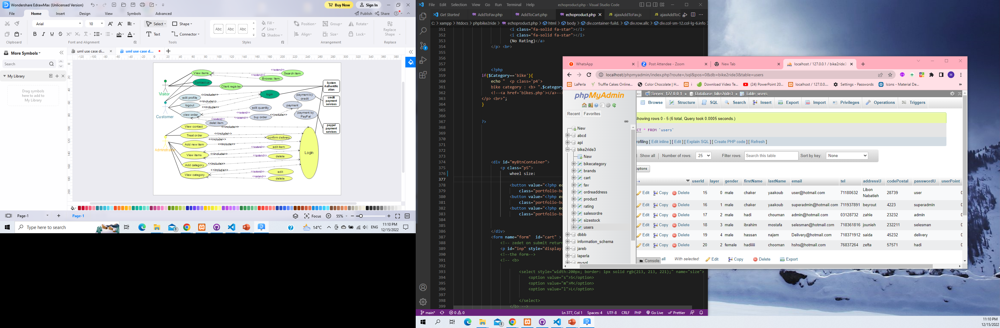 Wondershare EdrawMax (Unlicensed Version)
Buy Now
Sign In
File
Home
Insert
Design
View
Symbols
Advanced
Publish
Share
Arial
10
Select
Shape
Text
Connector
Abc
Abc
Abc
Fill
Line
Shadow
Position
Group
Rotate
Align
Size
Lock
Replace
Shape
Clipboard
Font and Alignment
Tools
Styles
Arrangement
Replace
More Symbols
uml use case di...
uml use case d...
Search
My Library
Drag symbols
here to add to
My Library
View items
<<extend>>
<<extend>>
Search item
Browes item
Contact us
Client register
Visitor
System
Authentific
ation
login
<<include>>
edit profile
<<include>>
logout
<<include>>
payment by
credit
credit
payment
services
payment
edit quantity
Customer
view order
<<extend>>
<<extend>>
buy order
<<include>>
payment by
PayPal
<<extend>>
delet item
paypal
payment
services
View contact
<<include>>
Treat order
<<include>>
confirm delivery
Add new item
<<include>>
<<extend>>
edit item
Login
View items
<<include>>
<<extend>>
delete
Add category
<<include>>
<<include>>
View category
<<extend>>
edit
<<extend>>
delete
Page-1
Page-1
Focus
55%
Type here to search
14°C
ENG
11:10 PM
12/15/2022
File
Edit
Selection
View
Go
Run
Terminal
Help
echoproduct.php - Visual Studio Code
Get Started
AddToFav.php
AddToCart.php
echoproduct.php
ajaxAddToFav.js
ajaxAddToC
C: > xampp > htdocs > phpbike2ride > echoproduct.php > html > body > div.container-fuild. > div.row.allc > div.col-sm-12.col-lg-6.info
351 <i class="fa-solid fa-star"></i>
352 <i class="fa-solid fa-star"></i>
353 (No Rating)</a>
354 </p> <br>
355
356
357
358 <?php
359 if($Category=='bike'){
360 echo " <p class='p4'>
361 bike category : <b> ".$category
362 <!--<a href='bikes.php'></a>-->
363 </p> <br>";
364 }
365
366
367 ?>
368
369
370
371
372
373
374 <div id="myBtnContainer">
375 <p class="p5">
376 wheel size:
377
378 <button value="<?php ec
379 class="portfolio-bu
380 <button value="<?php ec
381 class="portfolio-bu
382 <button value="<?php ec
383 class="portfolio-bu
384
385
386 </div>
387 <form name="form" id="cart" >
388 <!-- zedet on submit return
389 <p id="inp" style="display:
390 <!--the form-->
391 <!-- <b>
392
393 <select style="width:200px; border: 1px solid rgb(213, 213, 221);" name="size">
394 <option value="s">S</option>
395 <option value="m">M</option>
396 <option value="l">L</option>
397
398 </select>
399 </b> -->
main*
0
0
Ln 377, Col 1
Spaces: 4
UTF-8
CRLF
PHP
Go Live
Prettier
WhatsApp
Post Attendee - Zoom
New Tab
localhost / 127.0.0.1 / bike2ride3
localhost/phpmyadmin/index.php?route=/sql&pos=0&db=bike2ride3&table=users
LaPerla
Truffle Cakes Online...
Color Chocolate | H...
i
Download Video Te...
(24) PowerPoint 20...
localhost / 127.0.0....
Settings - Passwords
Icons - Material De...
phpMyAdmin
Recent
Favorites
New
abcd
api
bike2ride3
New
bikecategory
brands
cart
fav
ordreaddress
product
rating
salesordre
sizestock
users
dbbb
information_schema
jareb
laperla
mysql
Server: 127.0.0.1 » Database: bike2ride3 » Table: users
Browse
Structure
SQL
Search
Insert
Export
Import
Privileges
Operations
Triggers
Showing rows 0 - 5 (6 total, Query took 0.0005 seconds.)
CT * FROM `users`
rofiling [ Edit inline ] [ Edit ] [ Explain SQL ] [ Create PHP code ] [ Refresh ]
Show all
Number of rows:
25
Filter rows:
Search this table
Sort by key:
None
options
userId layer gender firstName lastName email tel addressU codePostal passwordU userPoint
Edit Copy Delete 15 0 male chaker yaakoub user@hotmail.com 71180632 Libon Nabatieh 28739 user 0
Edit Copy Delete 16 1 male chaker yaakoub superadmin@hotmail.com 711937891 beyrout 4223 superadmin 0
Edit Copy Delete 17 2 male hadi chouman admin@hotmail.com 03128732 zahle 23232 admin 0
Edit Copy Delete 18 3 male ibrahim mostafa selesman@hotmail.com 718361816 jounieh 232211 selesman 0
Edit Copy Delete 19 4 male hassan najem Delivery@hotmail.com 718371912 saida 45232 delivery 0
Edit Copy Delete 20 2 female hadiiiii chooman hshs@hotmail.com 76837264 zefta 57571 hadi 0
Console
all
With selected:
Edit
Copy
Delete
Export
11:10 PM
12/15/2022